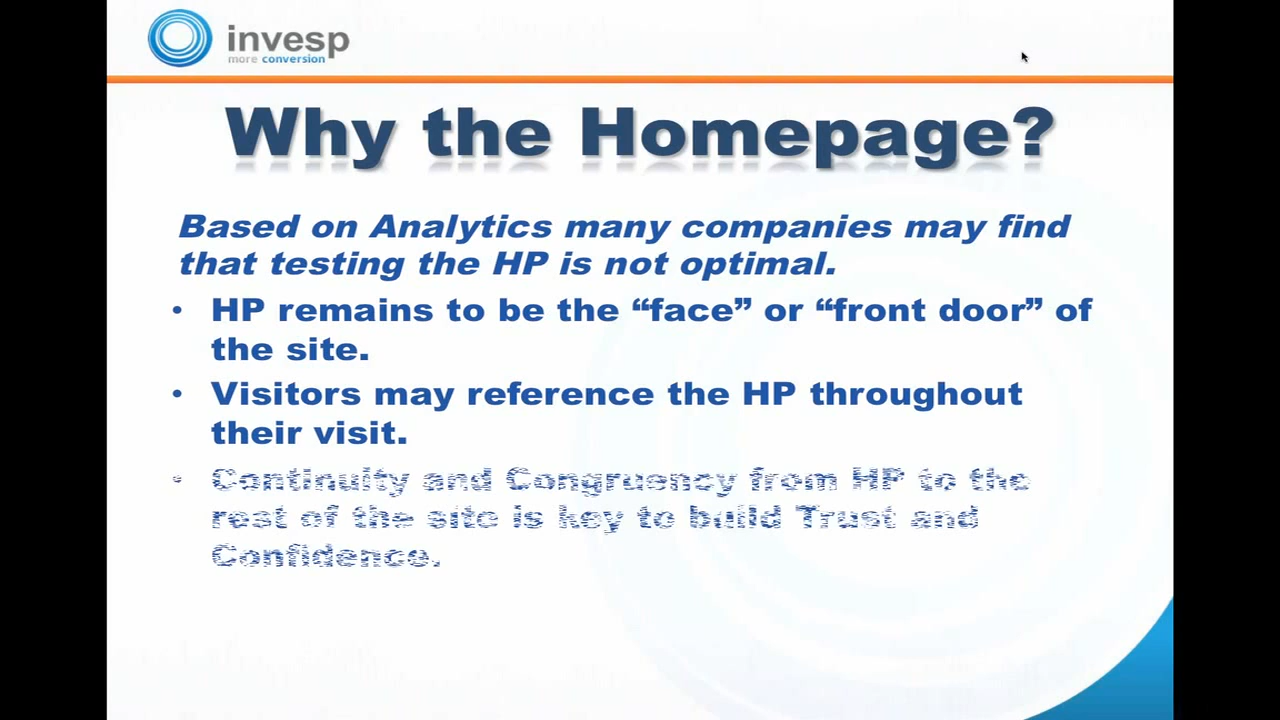 invesp
more conversion
Why the Homepage?
Based on Analytics many companies may find
that testing the HP is not optimal.
• HP remains to be the “face” or “front door” of
the site.
• Visitors may reference the HP throughout
their visit.
• Continuity and Congruency from HP to the
rest of the site is key to build Trust and
Confidence.